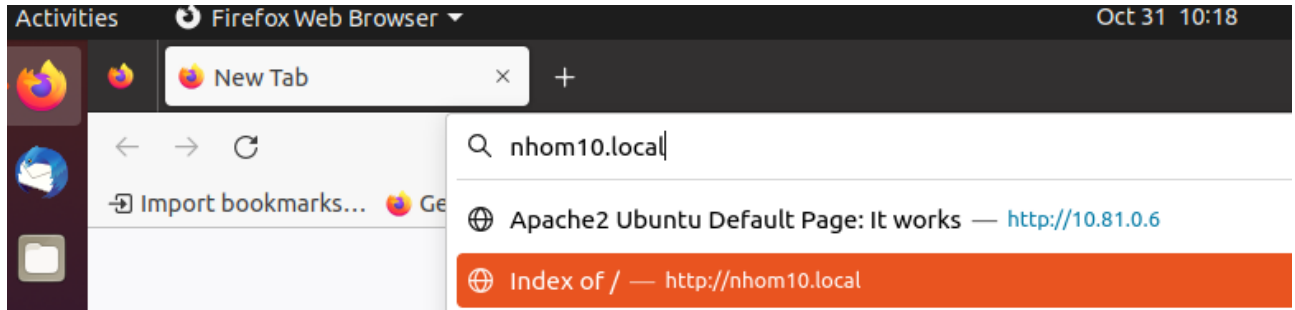 Activities Firefox Web Browser Oct 31 10:18
New Tab
nhom10.local
Import bookmarks… Ge
Apache2 Ubuntu Default Page: It works — http://10.81.0.6
Index of / — http://nhom10.local